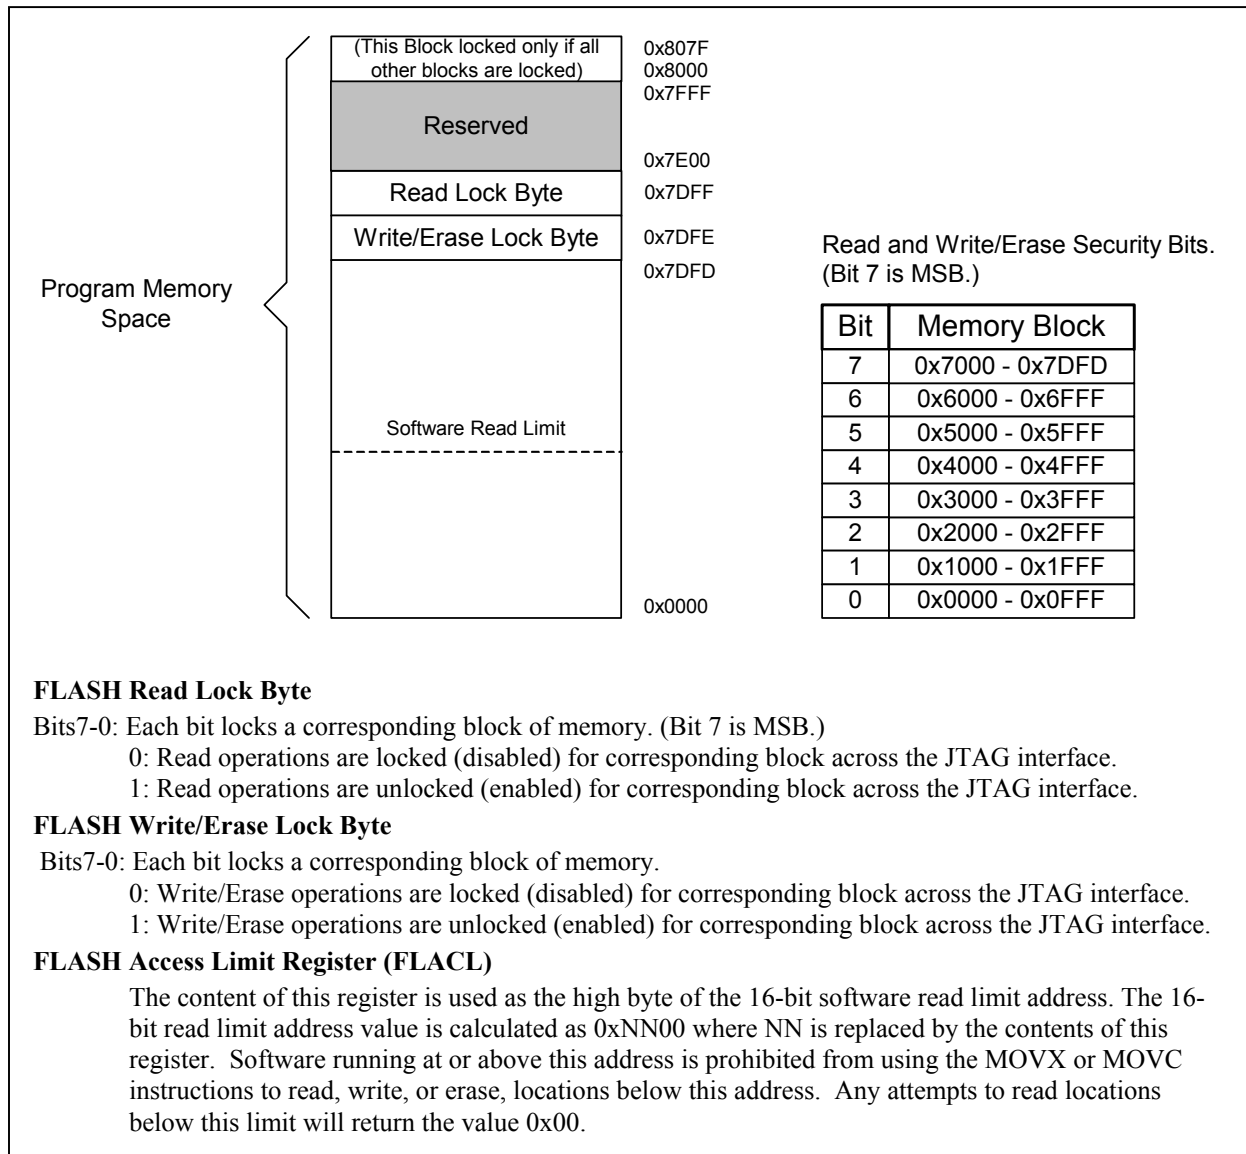 (This Block locked only if all
other blocks are locked)
0x807F
0x8000
0x7FFF
Reserved
0x7E00
Read Lock Byte
0x7DFF
Write/Erase Lock Byte
0x7DFE
0x7DFD
Program Memory
Space
Software Read Limit
0x0000
Read and Write/Erase Security Bits.
(Bit 7 is MSB.)
Bit Memory Block
7 0x7000 - 0x7DFD
6 0x6000 - 0x6FFF
5 0x5000 - 0x5FFF
4 0x4000 - 0x4FFF
3 0x3000 - 0x3FFF
2 0x2000 - 0x2FFF
1 0x1000 - 0x1FFF
0 0x0000 - 0x0FFF
FLASH Read Lock Byte
Bits7-0: Each bit locks a corresponding block of memory. (Bit 7 is MSB.)
0: Read operations are locked (disabled) for corresponding block across the JTAG interface.
1: Read operations are unlocked (enabled) for corresponding block across the JTAG interface.
FLASH Write/Erase Lock Byte
Bits7-0: Each bit locks a corresponding block of memory.
0: Write/Erase operations are locked (disabled) for corresponding block across the JTAG interface.
1: Write/Erase operations are unlocked (enabled) for corresponding block across the JTAG interface.
FLASH Access Limit Register (FLACL)
The content of this register is used as the high byte of the 16-bit software read limit address. The 16-
bit read limit address value is calculated as 0xNN00 where NN is replaced by the contents of this
register. Software running at or above this address is prohibited from using the MOVX or MOVC
instructions to read, write, or erase, locations below this address. Any attempts to read locations
below this limit will return the value 0x00.